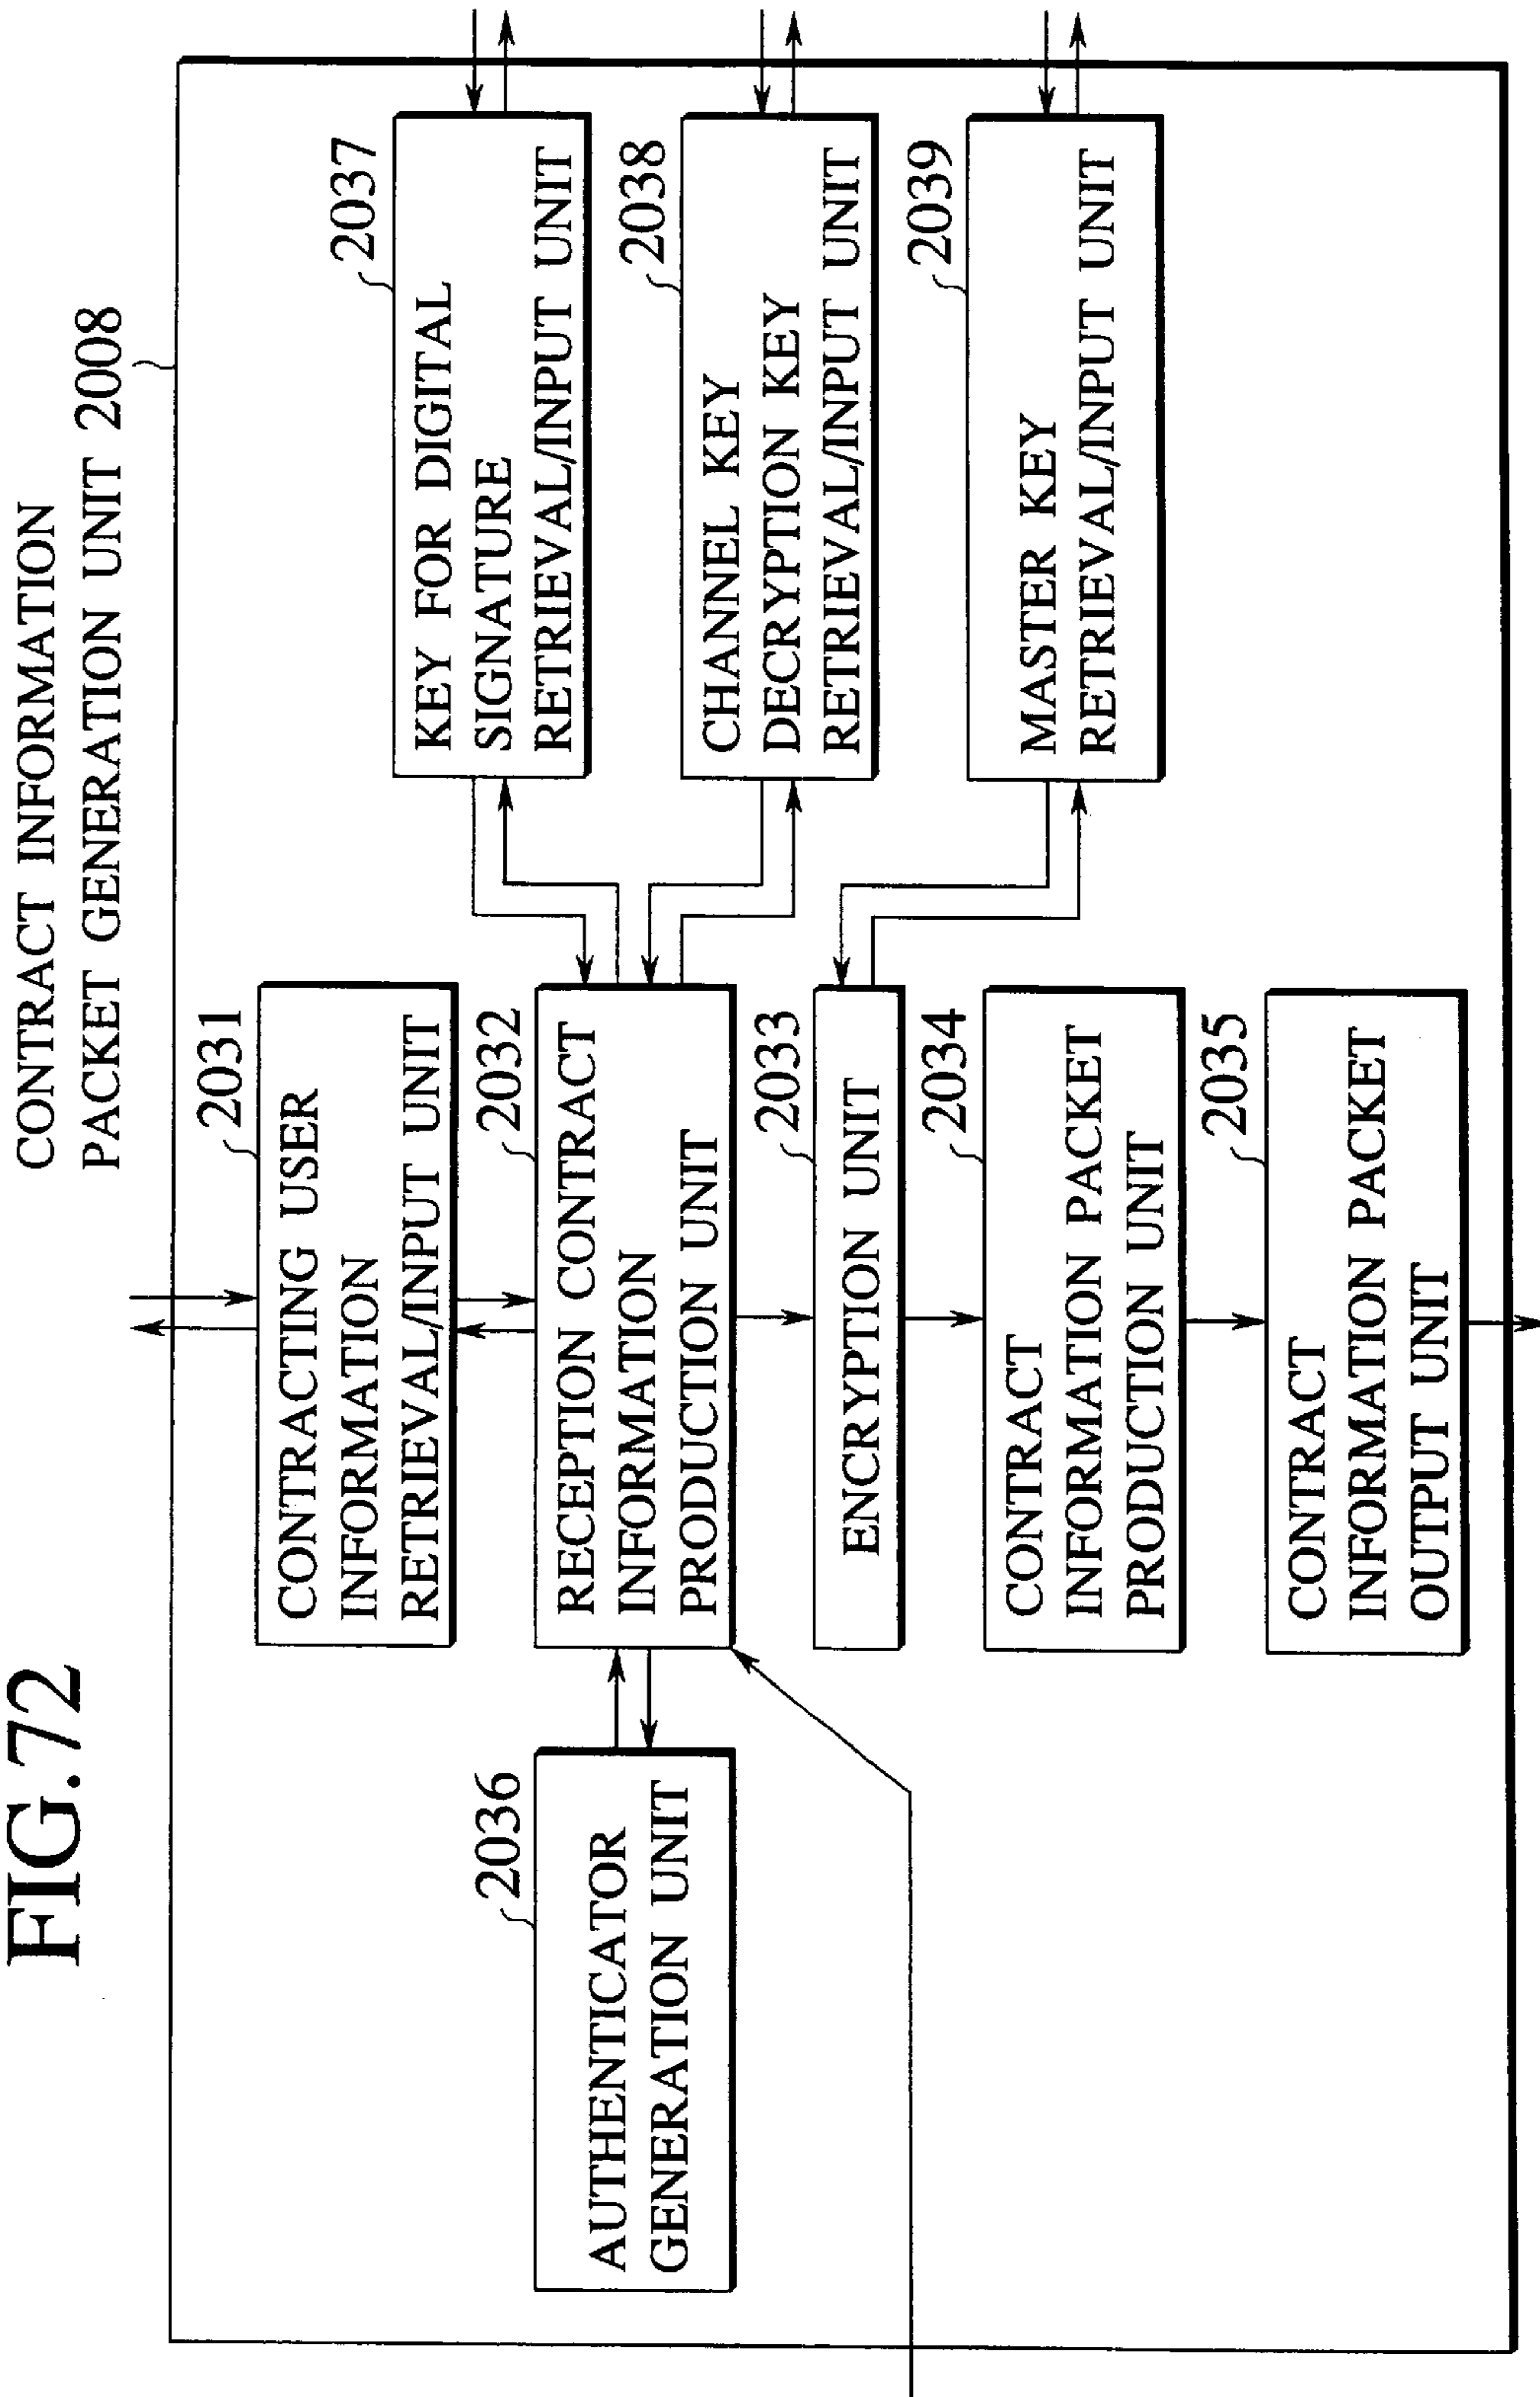 FIG.72
CONTRACT INFORMATION
PACKET GENERATION UNIT 2008
2031
CONTRACTING USER
INFORMATION
RETRIEVAL/INPUT UNIT
2037
KEY FOR DIGITAL
SIGNATURE
RETRIEVAL/INPUT UNIT
2036
AUTHENTICATOR
GENERATION UNIT
2032
RECEPTION CONTRACT
INFORMATION
PRODUCTION UNIT
2038
CHANNEL KEY
DECRYPTION KEY
RETRIEVAL/INPUT UNIT
2033
ENCRYPTION UNIT
2039
MASTER KEY
RETRIEVAL/INPUT UNIT
2034
CONTRACT
INFORMATION PACKET
PRODUCTION UNIT
2035
CONTRACT
INFORMATION PACKET
OUTPUT UNIT